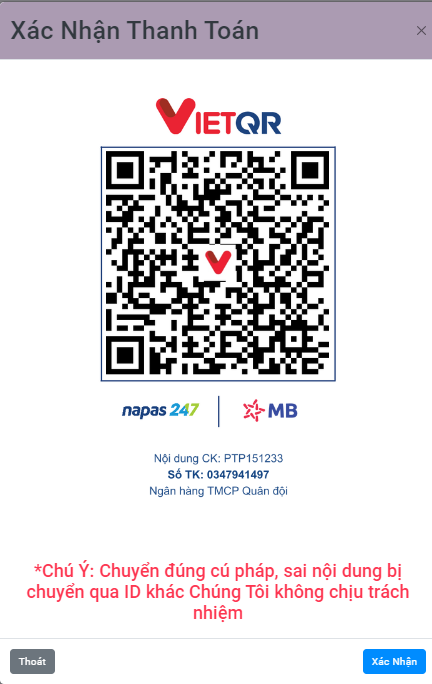 Xác Nhận Thanh Toán ×
VIETQR
napas 247 | MB
Nội dung CK: PTP151233
Số TK: 0347941497
Ngân hàng TMCP Quân đội
*Chú Ý: Chuyển đúng cú pháp, sai nội dung bị
chuyển qua ID khác Chúng Tôi không chịu trách
nhiệm
Thoát
Xác Nhận